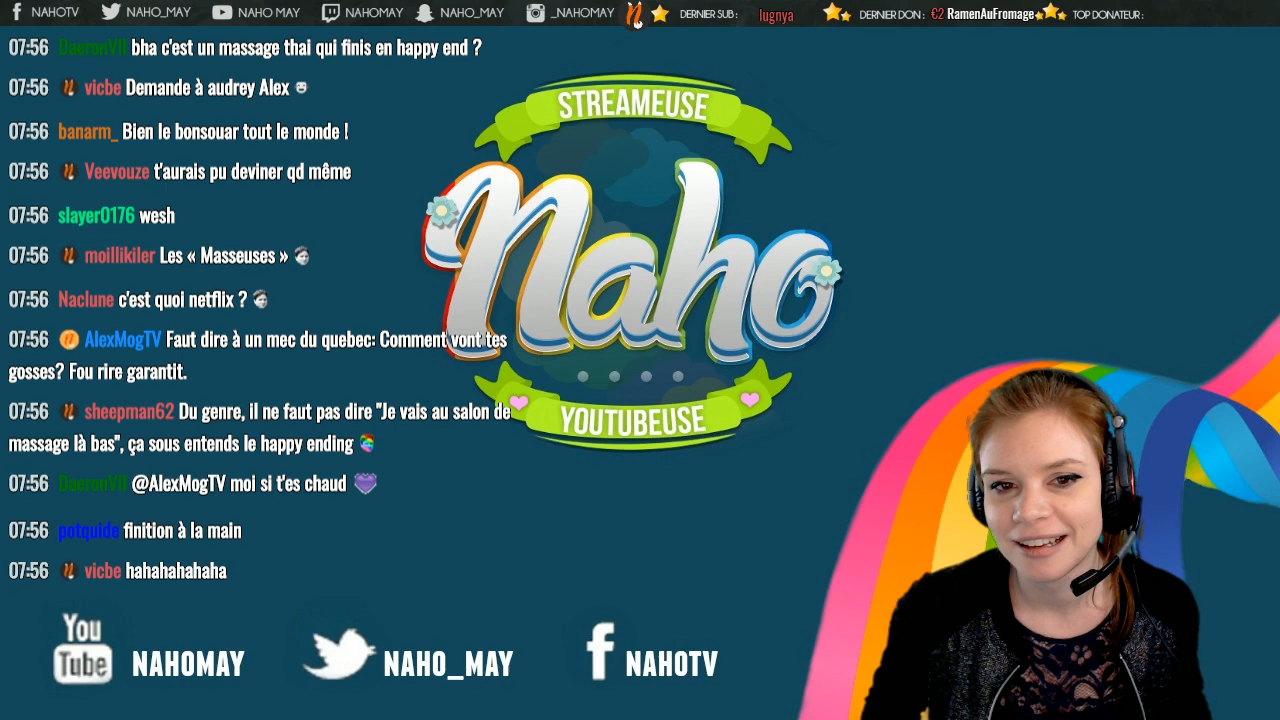 NAHOTV NAHO_MAY NAHO MAY NAHOMAY NAHO_MAY _NAHOMAY DERNIER SUB : lugnya DERNIER DON : €2 RamenAuFromage TOP DONATEUR :
07:56 DaeronVII bha c'est un massage thai qui finis en happy end ?
07:56 vicbe Demande à audrey Alex
07:56 banarm_ Bien le bonsouar tout le monde !
07:56 Veevouze t'aurais pu deviner qd même
07:56 slayer0176 wesh
07:56 moillikiler Les « Masseuses »
07:56 Naclune c'est quoi netflix ?
07:56 AlexMogTV Faut dire à un mec du quebec: Comment vont tes
gosses? Fou rire garantit.
07:56 sheepman62 Du genre, il ne faut pas dire "Je vais au salon de
massage là bas", ça sous entends le happy ending
07:56 DaeronVII @AlexMogTV moi si t'es chaud
07:56 potquide finition à la main
07:56 vicbe hahahahahaha
STREAMEUSE
Naho
YOUTUBEUSE
You
Tube
NAHOMAY NAHO_MAY NAHOTV